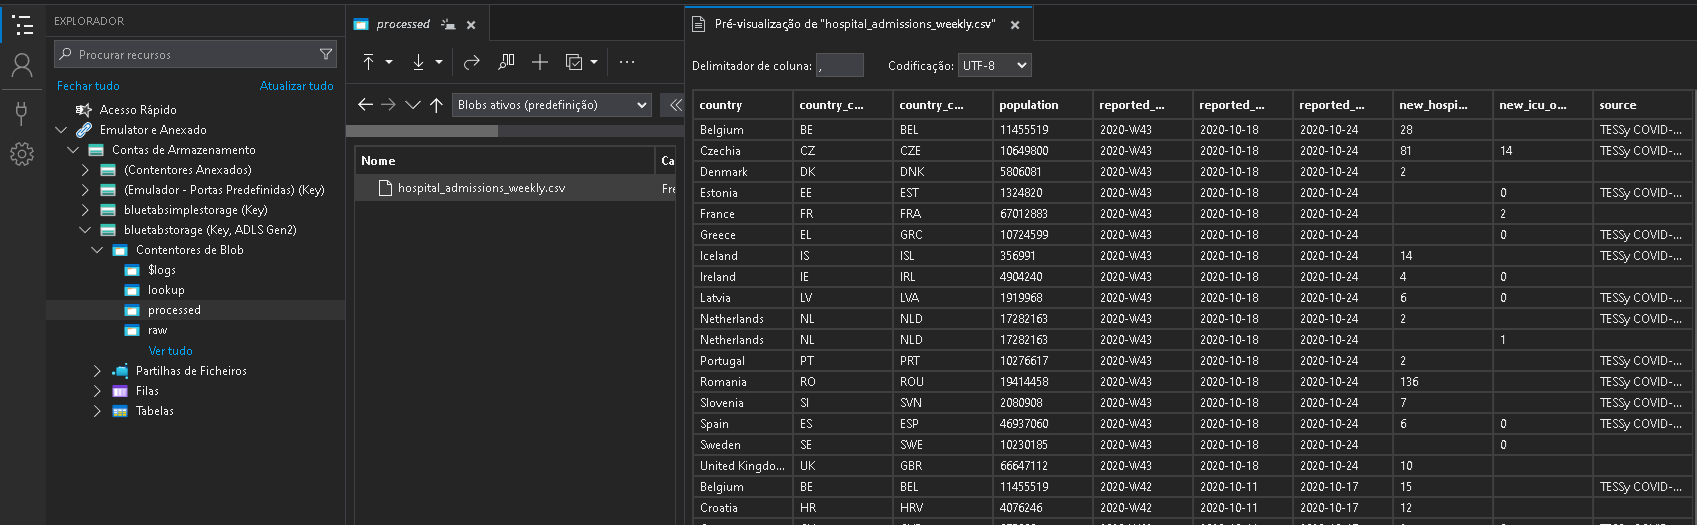 EXPLORADOR
Procurar recursos
Fechar tudo Atualizar tudo
Acesso Rápido
Emulator e Anexado
Contas de Armazenamento
(Contentores Anexados)
(Emulador - Portas Predefinidas) (Key)
bluetabsimplestorage (Key)
bluetabstorage (Key, ADLS Gen2)
Contentores de Blob
$logs
lookup
processed
raw
Ver tudo
Partilhas de Ficheiros
Filas
Tabelas
processed
Blobs ativos (predefinição)
Nome Ca
hospital_admissions_weekly.csv Fre
Pré-visualização de "hospital_admissions_weekly.csv"
Delimitador de coluna: , Codificação: UTF-8
country country_c... country_c... population reported_... reported_... reported_... new_hospi... new_icu_o... source
Belgium BE BEL 11455519 2020-W43 2020-10-18 2020-10-24 28 TESSy COVID-...
Czechia CZ CZE 10649800 2020-W43 2020-10-18 2020-10-24 81 14 TESSy COVID-...
Denmark DK DNK 5806081 2020-W43 2020-10-18 2020-10-24 2
Estonia EE EST 1324820 2020-W43 2020-10-18 2020-10-24 0 TESSy COVID-...
France FR FRA 67012883 2020-W43 2020-10-18 2020-10-24 2
Greece EL GRC 10724599 2020-W43 2020-10-18 2020-10-24 0 TESSy COVID-...
Iceland IS ISL 356991 2020-W43 2020-10-18 2020-10-24 14 TESSy COVID-...
Ireland IE IRL 4904240 2020-W43 2020-10-18 2020-10-24 4 0 TESSy COVID-...
Latvia LV LVA 1919968 2020-W43 2020-10-18 2020-10-24 6 0 TESSy COVID-...
Netherlands NL NLD 17282163 2020-W43 2020-10-18 2020-10-24 2 TESSy COVID-...
Netherlands NL NLD 17282163 2020-W43 2020-10-18 2020-10-24 1
Portugal PT PRT 10276617 2020-W43 2020-10-18 2020-10-24 2 TESSy COVID-...
Romania RO ROU 19414458 2020-W43 2020-10-18 2020-10-24 136 TESSy COVID-...
Slovenia SI SVN 2080908 2020-W43 2020-10-18 2020-10-24 7 TESSy COVID-...
Spain ES ESP 46937060 2020-W43 2020-10-18 2020-10-24 6 0 TESSy COVID-...
Sweden SE SWE 10230185 2020-W43 2020-10-18 2020-10-24 0
United Kingdo... UK GBR 66647112 2020-W43 2020-10-18 2020-10-24 10
Belgium BE BEL 11455519 2020-W42 2020-10-11 2020-10-17 15 TESSy COVID-...
Croatia HR HRV 4076246 2020-W42 2020-10-11 2020-10-17 12 TESSy COVID-...